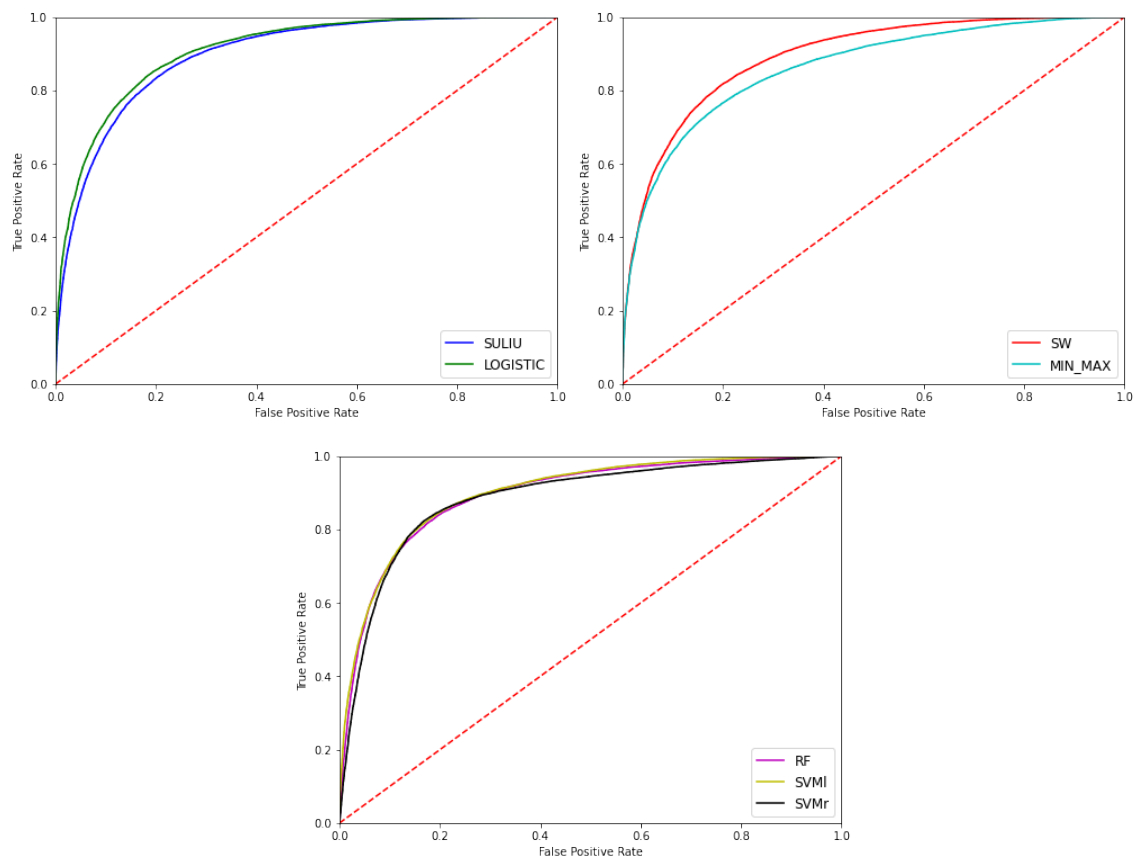 1.0
0.8
0.6
0.4
0.2
0.0
True Positive Rate
0.0 0.2 0.4 0.6 0.8 1.0
False Positive Rate
SULIU
LOGISTIC
1.0
0.8
0.6
0.4
0.2
0.0
True Positive Rate
0.0 0.2 0.4 0.6 0.8 1.0
False Positive Rate
SW
MIN_MAX
1.0
0.8
0.6
0.4
0.2
0.0
True Positive Rate
0.0 0.2 0.4 0.6 0.8 1.0
False Positive Rate
RF
SVMl
SVMr